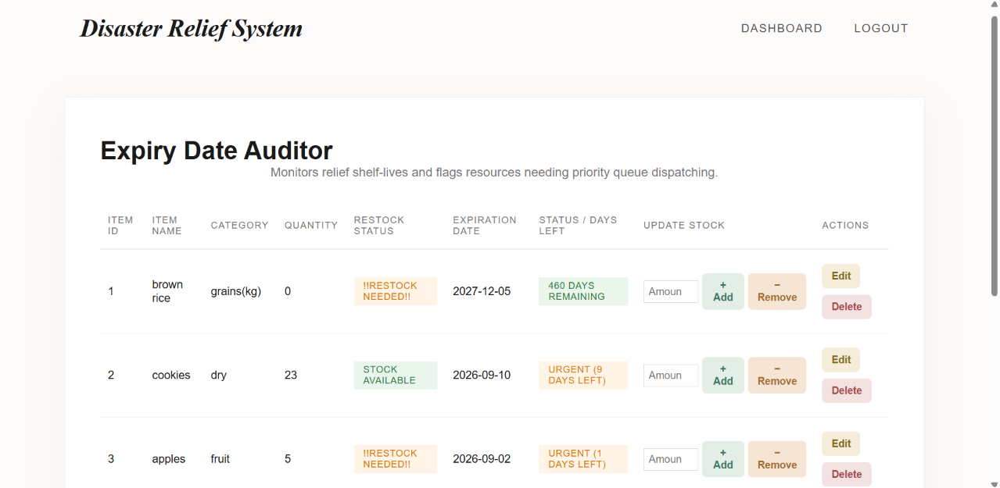 Disaster Relief System
DASHBOARD
LOGOUT
Expiry Date Auditor
Monitors relief shelf-lives and flags resources needing priority queue dispatching.
ITEM ID
ITEM NAME
CATEGORY
QUANTITY
RESTOCK STATUS
EXPIRATION DATE
STATUS / DAYS LEFT
UPDATE STOCK
ACTIONS
1
brown rice
grains(kg)
0
!!RESTOCK NEEDED!!
2027-12-05
460 DAYS REMAINING
Amoun
+ Add
− Remove
Edit
Delete
2
cookies
dry
23
STOCK AVAILABLE
2026-09-10
URGENT (9 DAYS LEFT)
Amoun
+ Add
− Remove
Edit
Delete
3
apples
fruit
5
!!RESTOCK NEEDED!!
2026-09-02
URGENT (1 DAYS LEFT)
Amoun
+ Add
− Remove
Edit
Delete